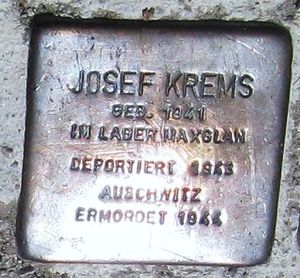 JOSEF KREMS
GEB. 1941
IM LAGER MAXGLAN
DEPORTIERT 1943
AUSCHWITZ
ERMORDET 1944